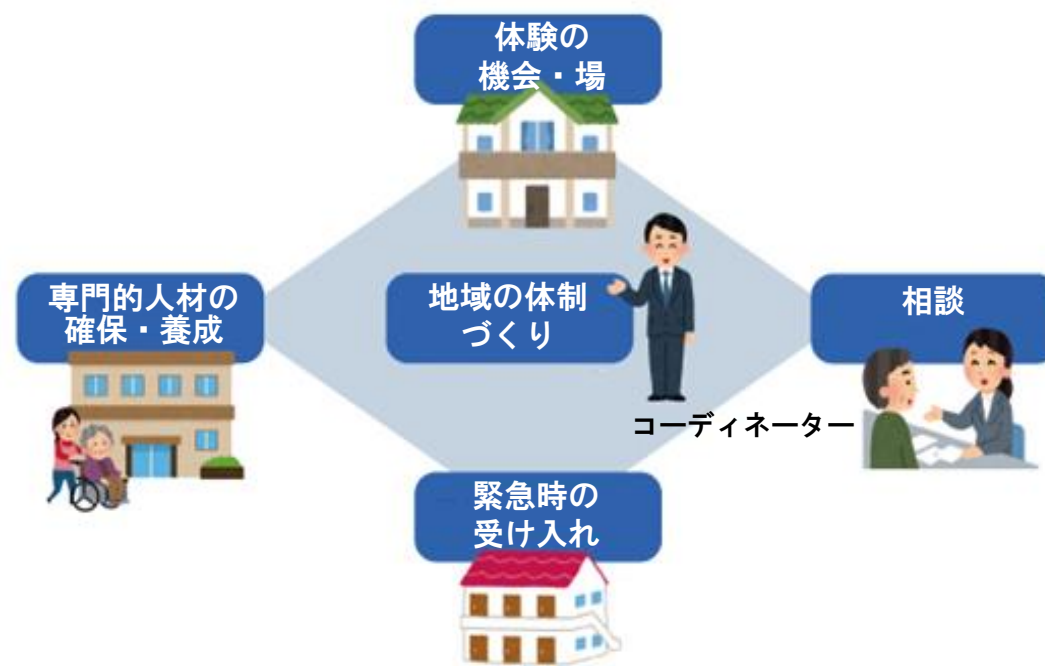 体験の
機会・場
専門的人材の
確保・養成
地域の体制
づくり
相談
コーディネーター
緊急時の
受け入れ